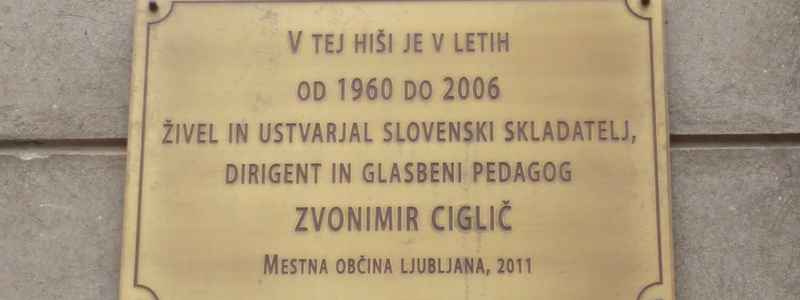 V TEJ HIŠI JE V LETIH
OD 1960 DO 2006
ŽIVEL IN USTVARJAL SLOVENSKI SKLADATELJ,
DIRIGENT IN GLASBENI PEDAGOG
ZVONIMIR CIGLIČ
MESTNA OBČINA LJUBLJANA, 2011